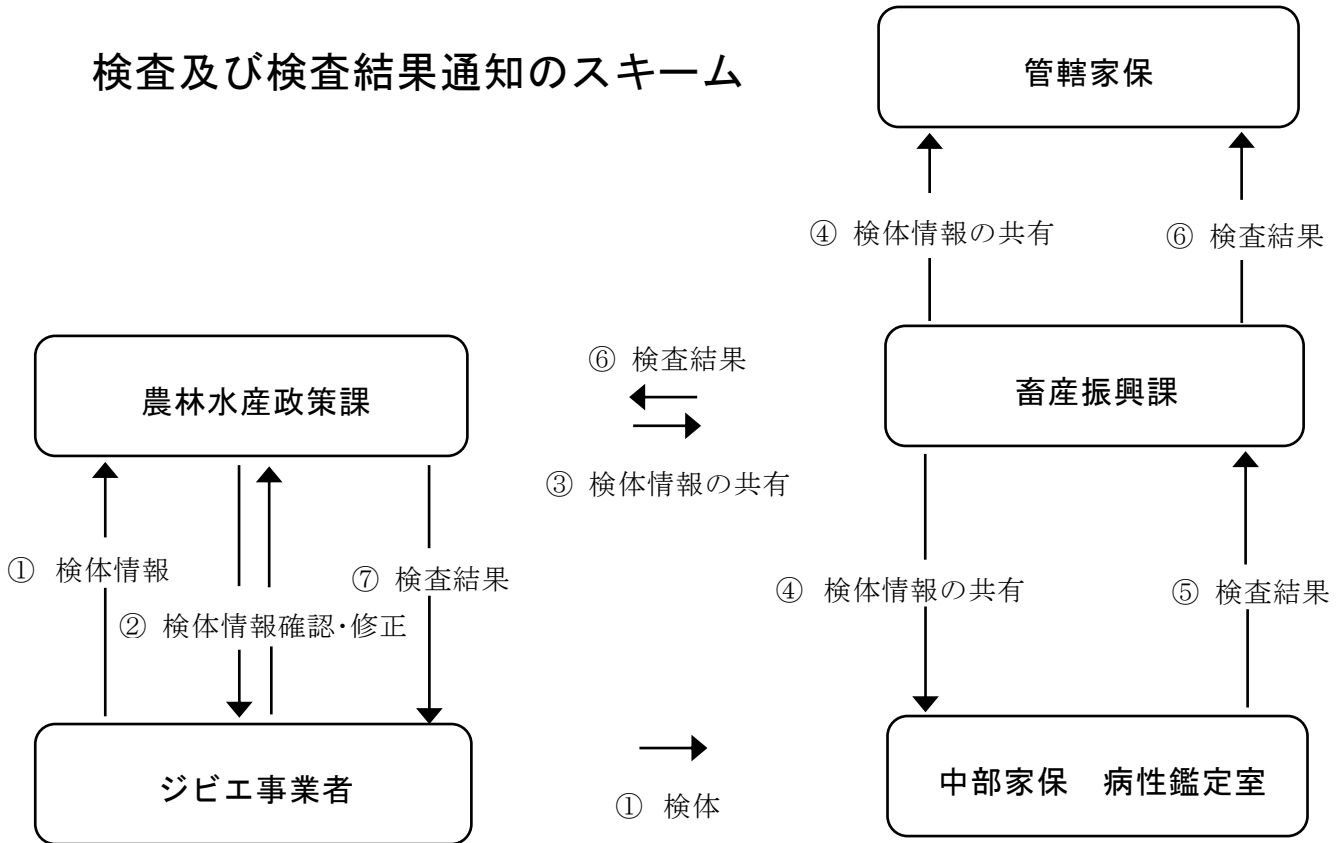 検査及び検査結果通知のスキーム
管轄家保
④ 検体情報の共有
⑥ 検査結果
農林水産政策課
⑥ 検査結果
③ 検体情報の共有
畜産振興課
① 検体情報
② 検体情報確認・修正
⑦ 検査結果
④ 検体情報の共有
⑤ 検査結果
ジビエ事業者
① 検体
中部家保 病性鑑定室